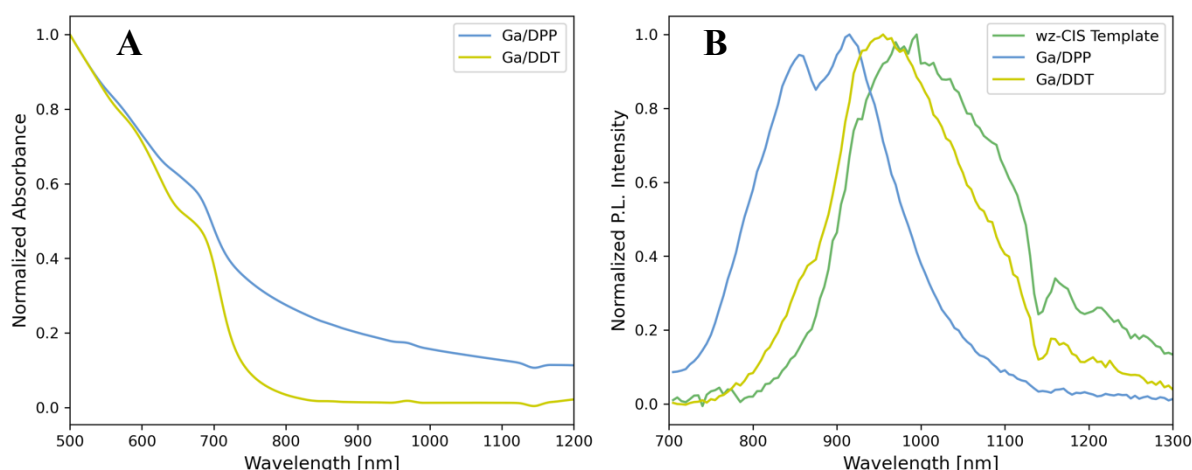 A
Ga/DPP
Ga/DDT
1.0
0.8
0.6
0.4
0.2
0.0
Normalized Absorbance
500 600 700 800 900 1000 1100 1200
Wavelength [nm]
B
wz-CIS Template
Ga/DPP
Ga/DDT
1.0
0.8
0.6
0.4
0.2
0.0
Normalized P.L. Intensity
700 800 900 1000 1100 1200 1300
Wavelength [nm]